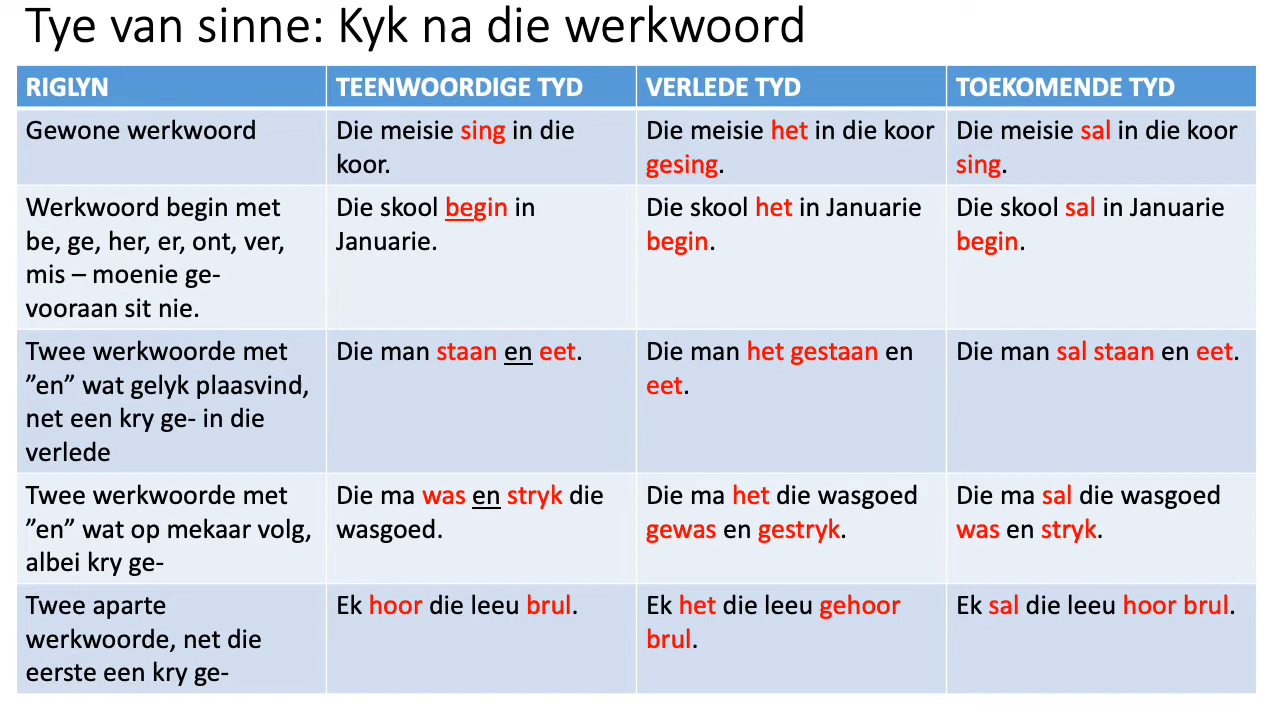 Tye van sinne: Kyk na die werkwoord
RIGLYN
TEENWOORDIGE TYD
VERLEDE TYD
TOEKOMENDE TYD
Gewone werkwoord
Die meisie sing in die
koor.
Die meisie het in die koor
gesing.
Die meisie sal in die koor
sing.
Werkwoord begin met
be, ge, her, er, ont, ver,
mis – moenie ge-
vooraan sit nie.
Die skool begin in
Januarie.
Die skool het in Januarie
begin.
Die skool sal in Januarie
begin.
Twee werkwoorde met
”en” wat gelyk plaasvind,
net een kry ge- in die
verlede
Die man staan en eet.
Die man het gestaan en
eet.
Die man sal staan en eet.
Twee werkwoorde met
”en” wat op mekaar volg,
albei kry ge-
Die ma was en stryk die
wasgoed.
Die ma het die wasgoed
gewas en gestryk.
Die ma sal die wasgoed
was en stryk.
Twee aparte
werkwoorde, net die
eerste een kry ge-
Ek hoor die leeu brul.
Ek het die leeu gehoor
brul.
Ek sal die leeu hoor brul.